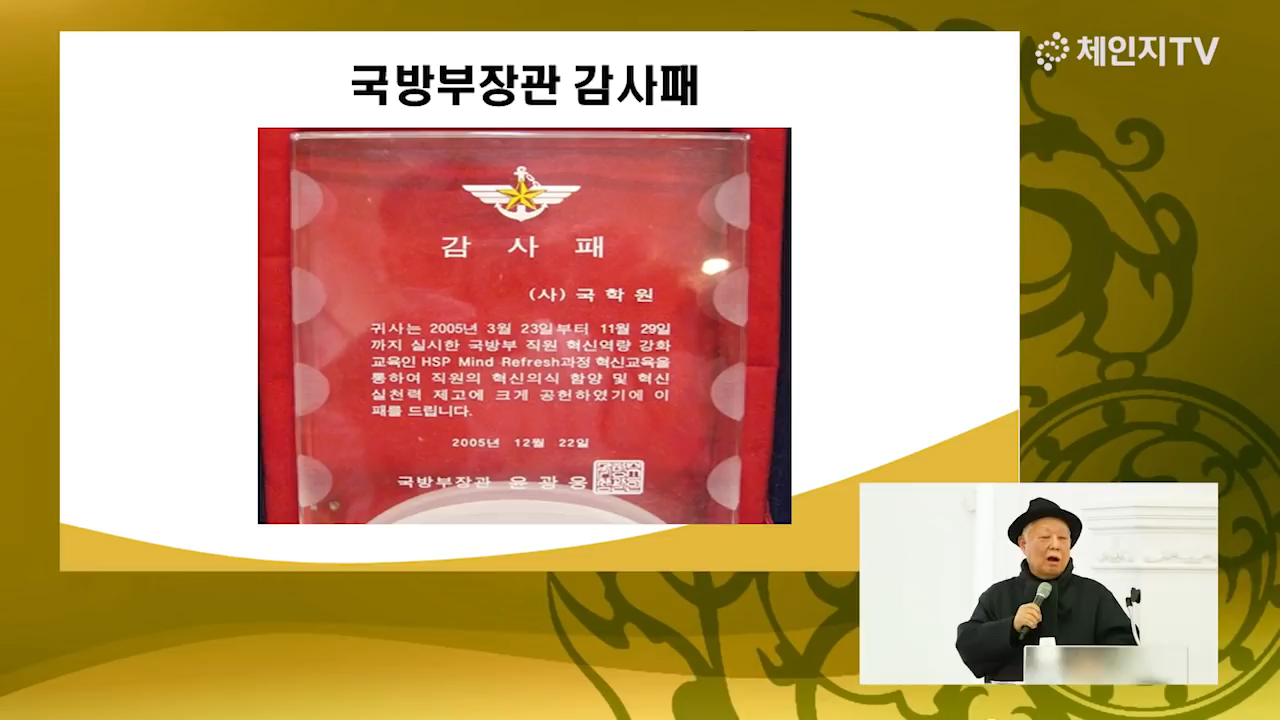 체인지TV
국방부장관 감사패
감 사 패
(사) 국 학 원
귀사는 2005년 3월 23일부터 11월 29일
까지 실시한 국방부 직원 혁신역량 강화
교육인 HSP Mind Refresh과정 혁신교육을
통하여 직원의 혁신의식 함양 및 혁신
실천력 제고에 크게 공헌하였기에 이
패를 드립니다.
2005년 12월 22일
국방부장관 윤 광 웅